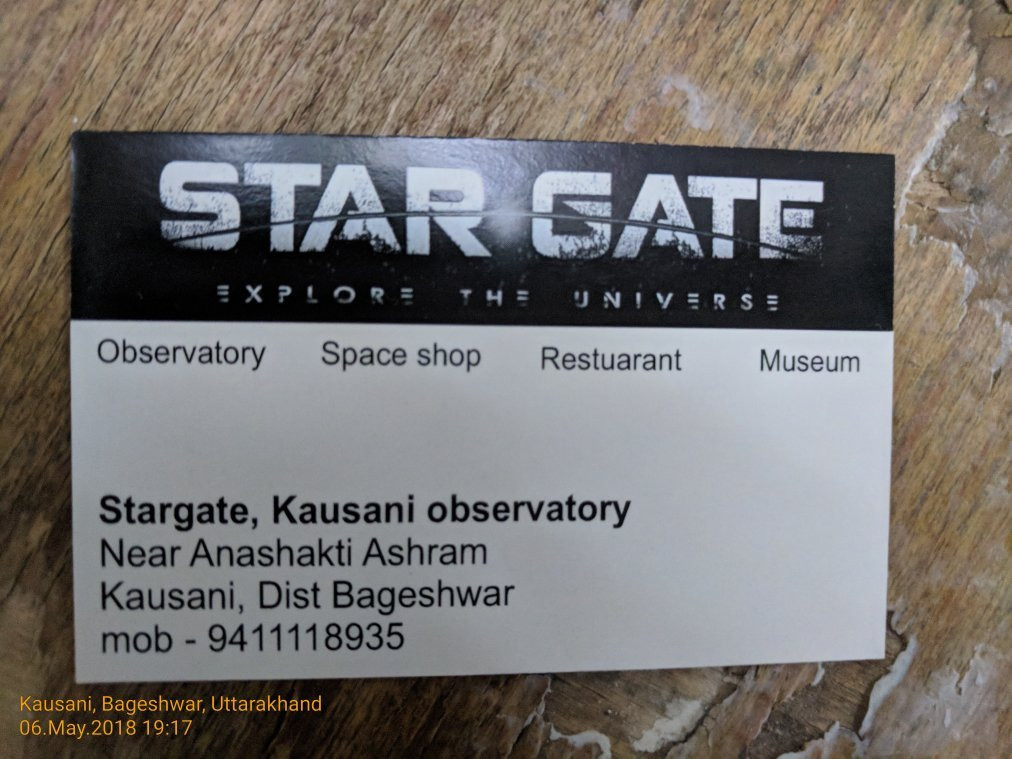 STAR GATE
EXPLORE THE UNIVERSE
Observatory Space shop Restuarant Museum
Stargate, Kausani observatory
Near Anashakti Ashram
Kausani, Dist Bageshwar
mob - 9411118935
Kausani, Bageshwar, Uttarakhand
06.May.2018 19:17